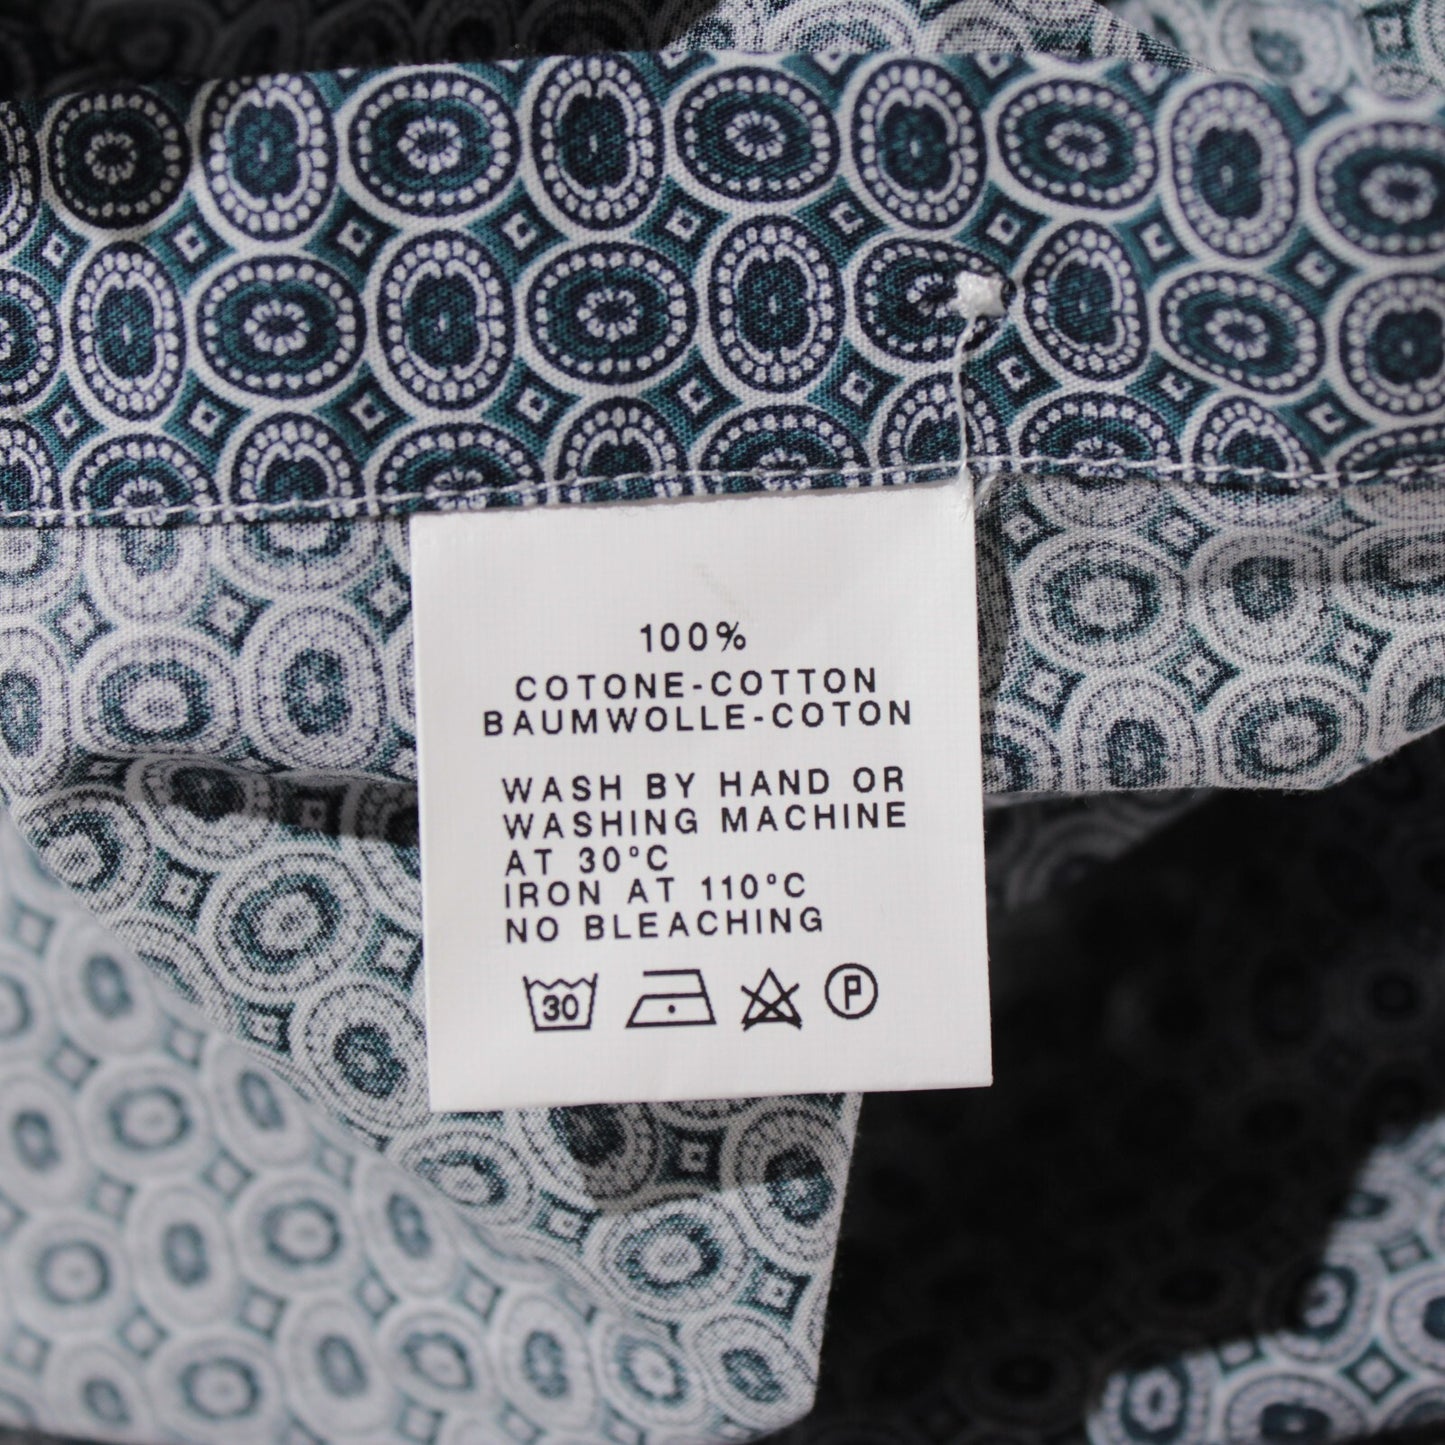 100%
COTONE-COTTON
BAUMWOLLE-COTON
WASH BY HAND OR
WASHING MACHINE
AT 30°C
IRON AT 110°C
NO BLEACHING
30 P